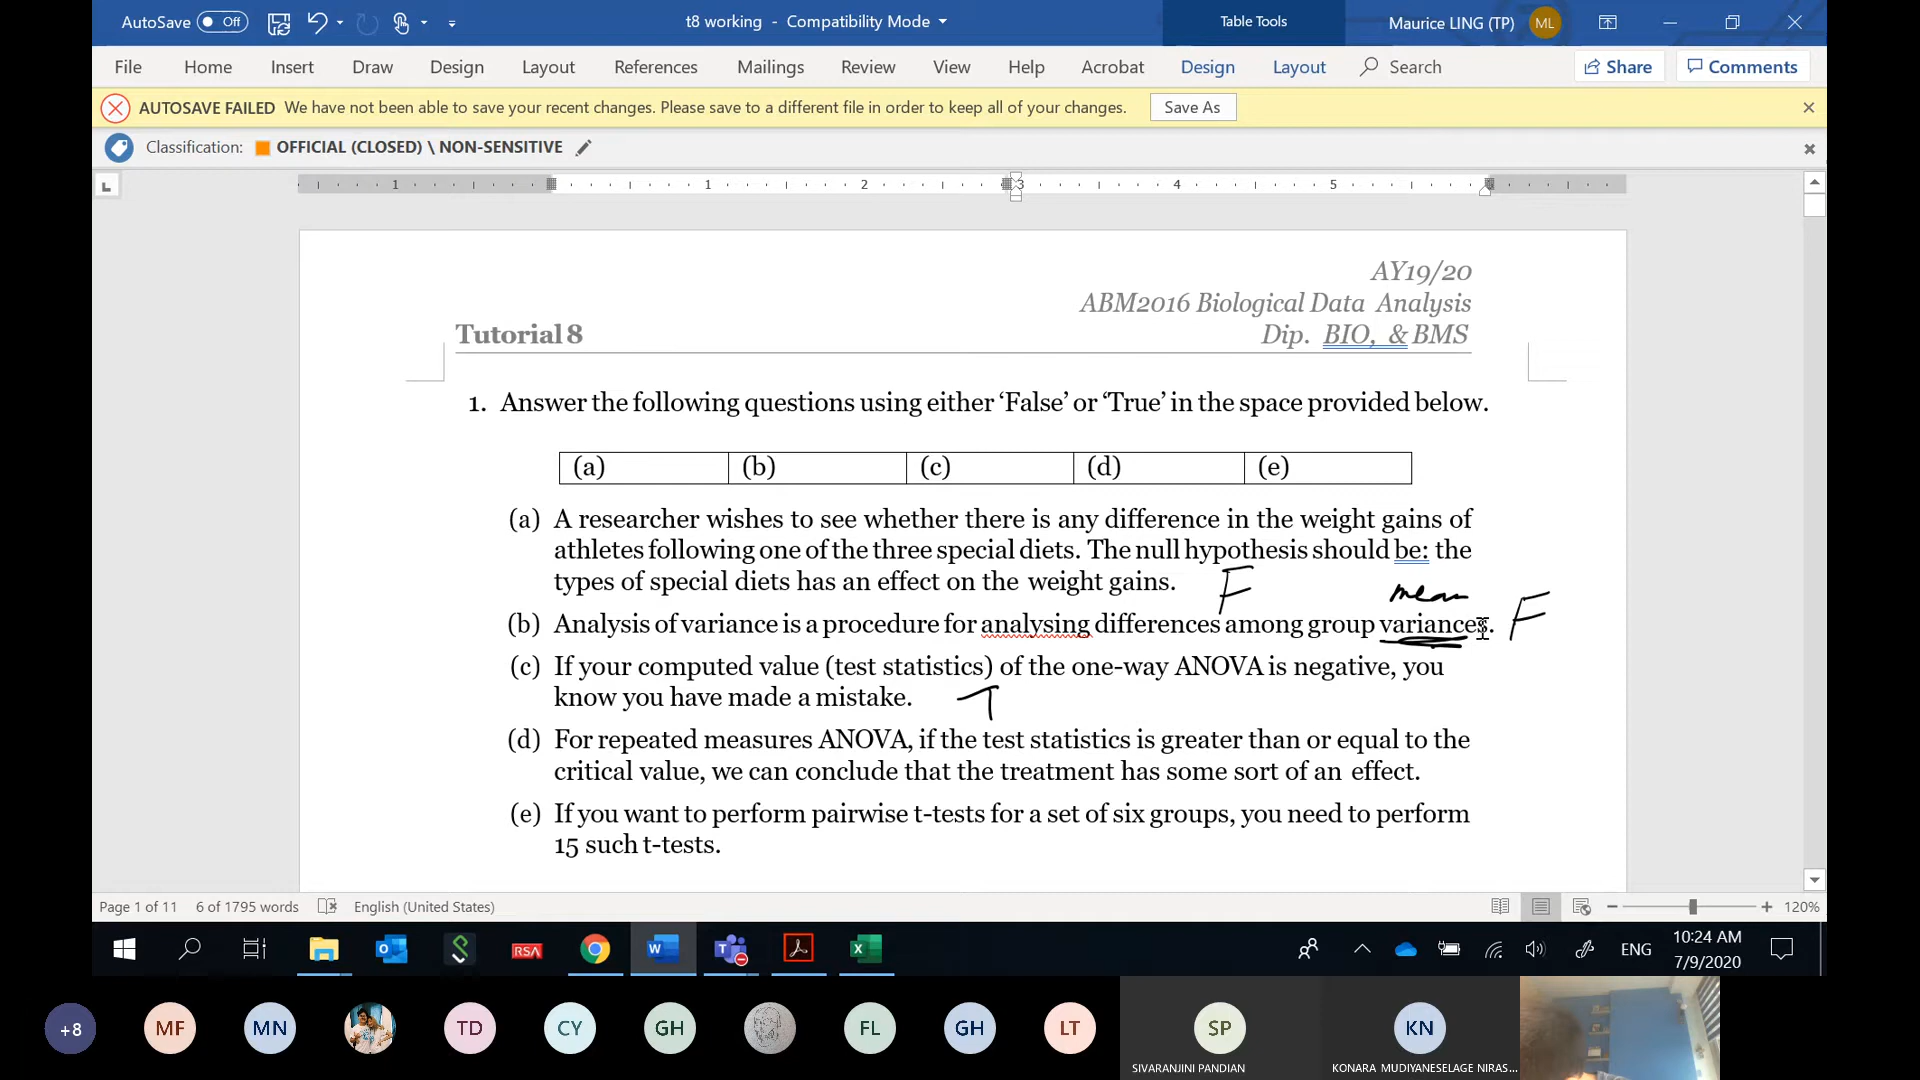 AutoSave Off t8 working - Compatibility Mode Table Tools Maurice LING (TP) ML
File Home Insert Draw Design Layout References Mailings Review View Help Acrobat Design Layout Search Share Comments
AUTOSAVE FAILED We have not been able to save your recent changes. Please save to a different file in order to keep all of your changes. Save As
Classification: OFFICIAL (CLOSED) \ NON-SENSITIVE
1 1 2 3 4 5
AY19/20
ABM2016 Biological Data Analysis
Tutorial 8 Dip. BIO, & BMS
1. Answer the following questions using either ‘False’ or ‘True’ in the space provided below.
(a) (b) (c) (d) (e)
(a) A researcher wishes to see whether there is any difference in the weight gains of
athletes following one of the three special diets. The null hypothesis should be: the
types of special diets has an effect on the weight gains. F
mean
(b) Analysis of variance is a procedure for analysing differences among group variances. F
(c) If your computed value (test statistics) of the one-way ANOVA is negative, you
know you have made a mistake. T
(d) For repeated measures ANOVA, if the test statistics is greater than or equal to the
critical value, we can conclude that the treatment has some sort of an effect.
(e) If you want to perform pairwise t-tests for a set of six groups, you need to perform
15 such t-tests.
Page 1 of 11 6 of 1795 words English (United States) 120%
RSA ENG 10:24 AM
7/9/2020
+8 MF MN TD CY GH FL GH LT SP KN
SIVARANJINI PANDIAN KONARA MUDIYANESELAGE NIRAS...